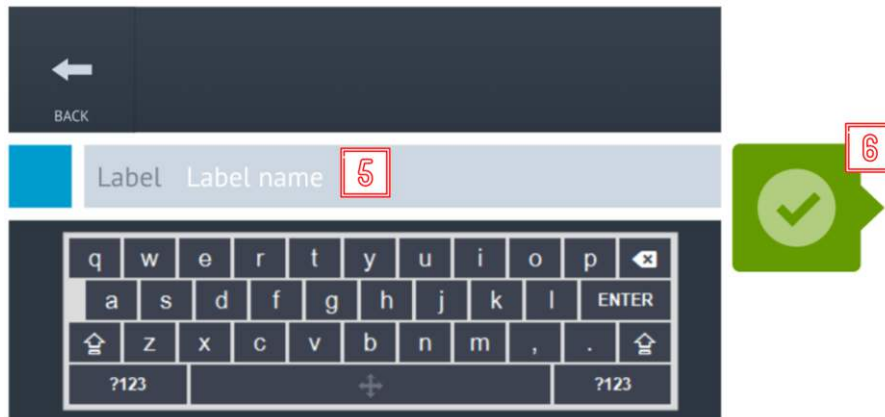 BACK
Label Label name 5
6
q w e r t y u i o p
a s d f g h j k l ENTER
z x c v b n m , .
?123 ?123